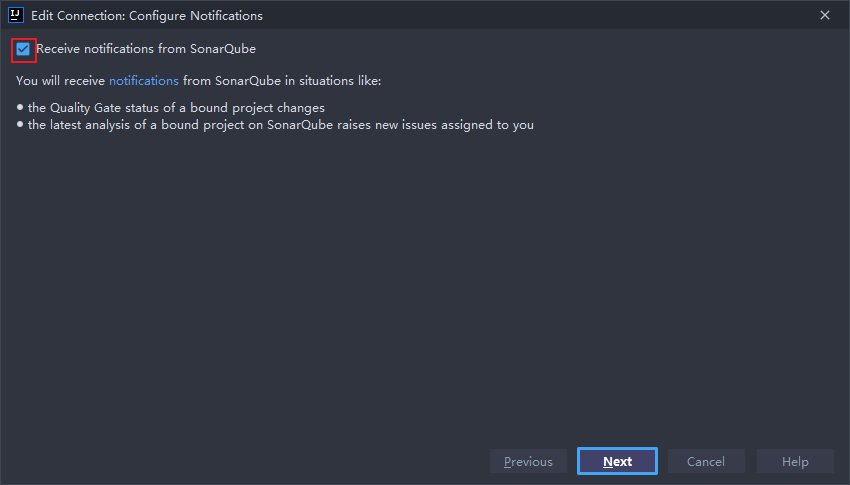 IJ Edit Connection: Configure Notifications
Receive notifications from SonarQube
You will receive notifications from SonarQube in situations like:
• the Quality Gate status of a bound project changes
• the latest analysis of a bound project on SonarQube raises new issues assigned to you
Previous Next Cancel Help